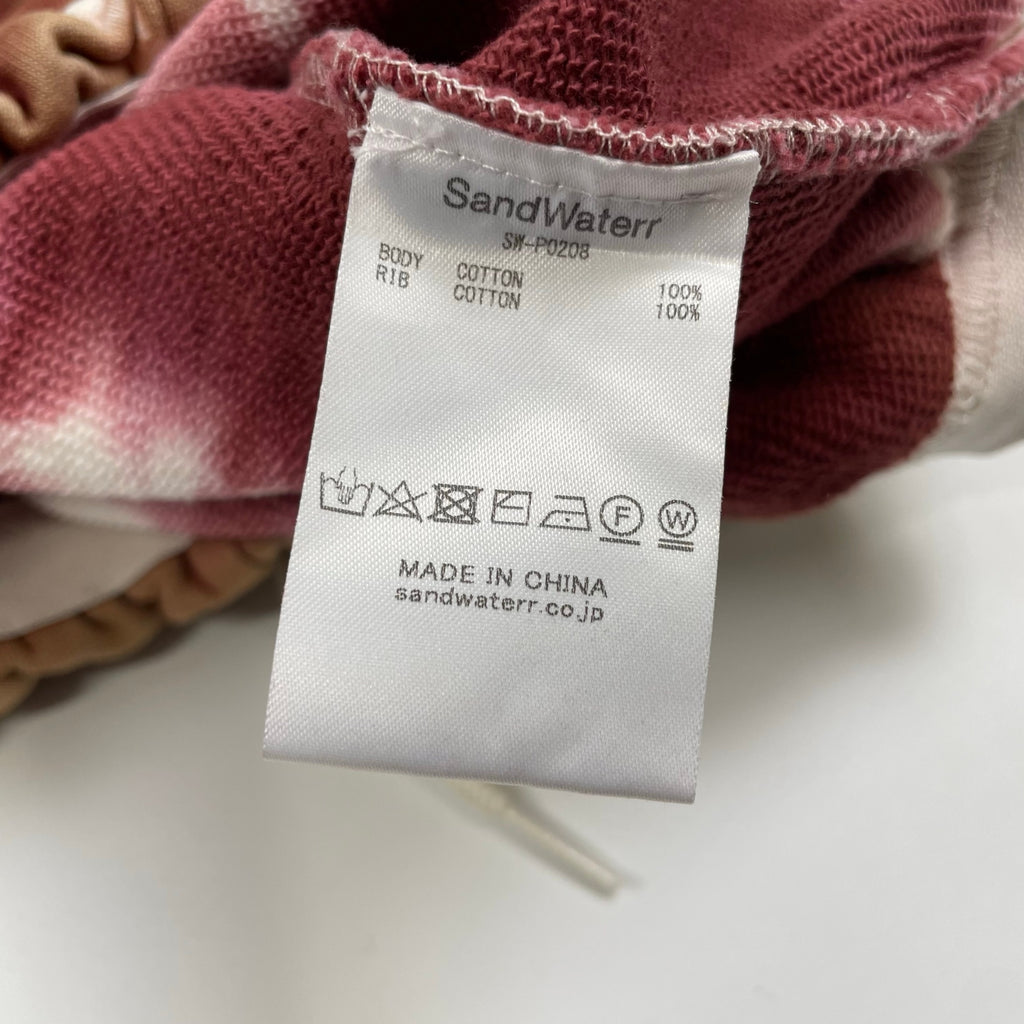 SandWaterr
SW-P0208
BODY COTTON 100%
RIB COTTON 100%
F W
MADE IN CHINA
sandwaterr.co.jp